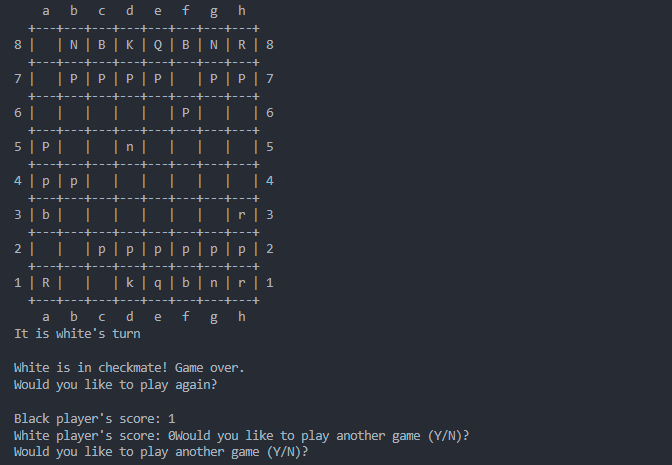 a   b   c   d   e   f   g   h
  +---+---+---+---+---+---+---+---+
8 |   | N | B | K | Q | B | N | R | 8
  +---+---+---+---+---+---+---+---+
7 |   | P | P | P | P |   | P | P | 7
  +---+---+---+---+---+---+---+---+
6 |   |   |   |   |   | P |   |   | 6
  +---+---+---+---+---+---+---+---+
5 | P |   |   | n |   |   |   |   | 5
  +---+---+---+---+---+---+---+---+
4 | p | p |   |   |   |   |   |   | 4
  +---+---+---+---+---+---+---+---+
3 | b |   |   |   |   |   |   | r | 3
  +---+---+---+---+---+---+---+---+
2 |   |   | p | p | p | p | p | p | 2
  +---+---+---+---+---+---+---+---+
1 | R |   |   | k | q | b | n | r | 1
  +---+---+---+---+---+---+---+---+
    a   b   c   d   e   f   g   h
It is white's turn
White is in checkmate! Game over.
Would you like to play again?
Black player's score: 1
White player's score: 0Would you like to play another game (Y/N)?
Would you like to play another game (Y/N)?